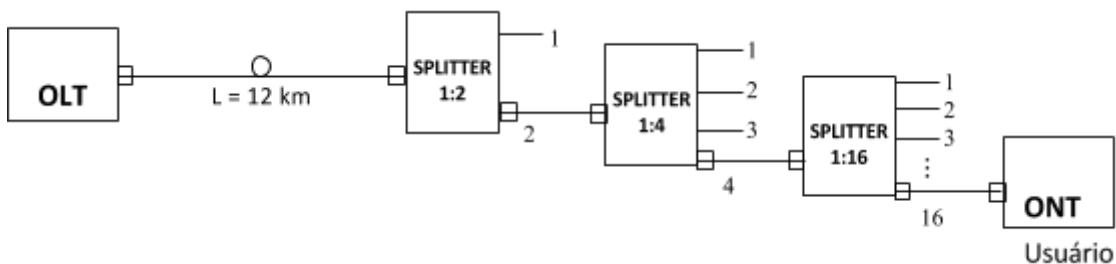 OLT
L = 12 km
SPLITTER
1:2
1
2
SPLITTER
1:4
1
2
3
4
SPLITTER
1:16
1
2
3
⋮
16
ONT
Usuário